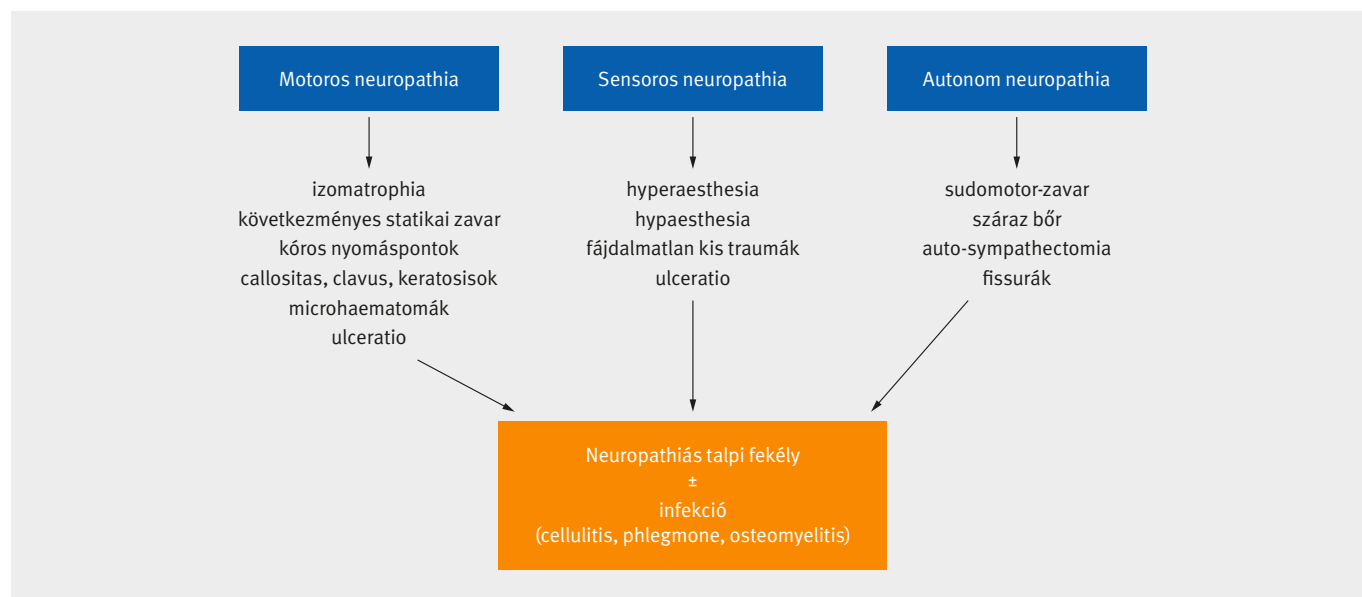 Motoros neuropathia
Sensoros neuropathia
Autonom neuropathia
izomatrophia
következményes statikai zavar
kóros nyomáspontok
callositas, clavus, keratosisok
microhaematomák
ulceratio
hyperaesthesia
hypaesthesia
fájdalmatlan kis traumák
ulceratio
sudomotor-zavar
száraz bőr
auto-sympathectomia
fissurák
Neuropathiás talpi fekély
±
infekció
(cellulitis, phlegmone, osteomyelitis)